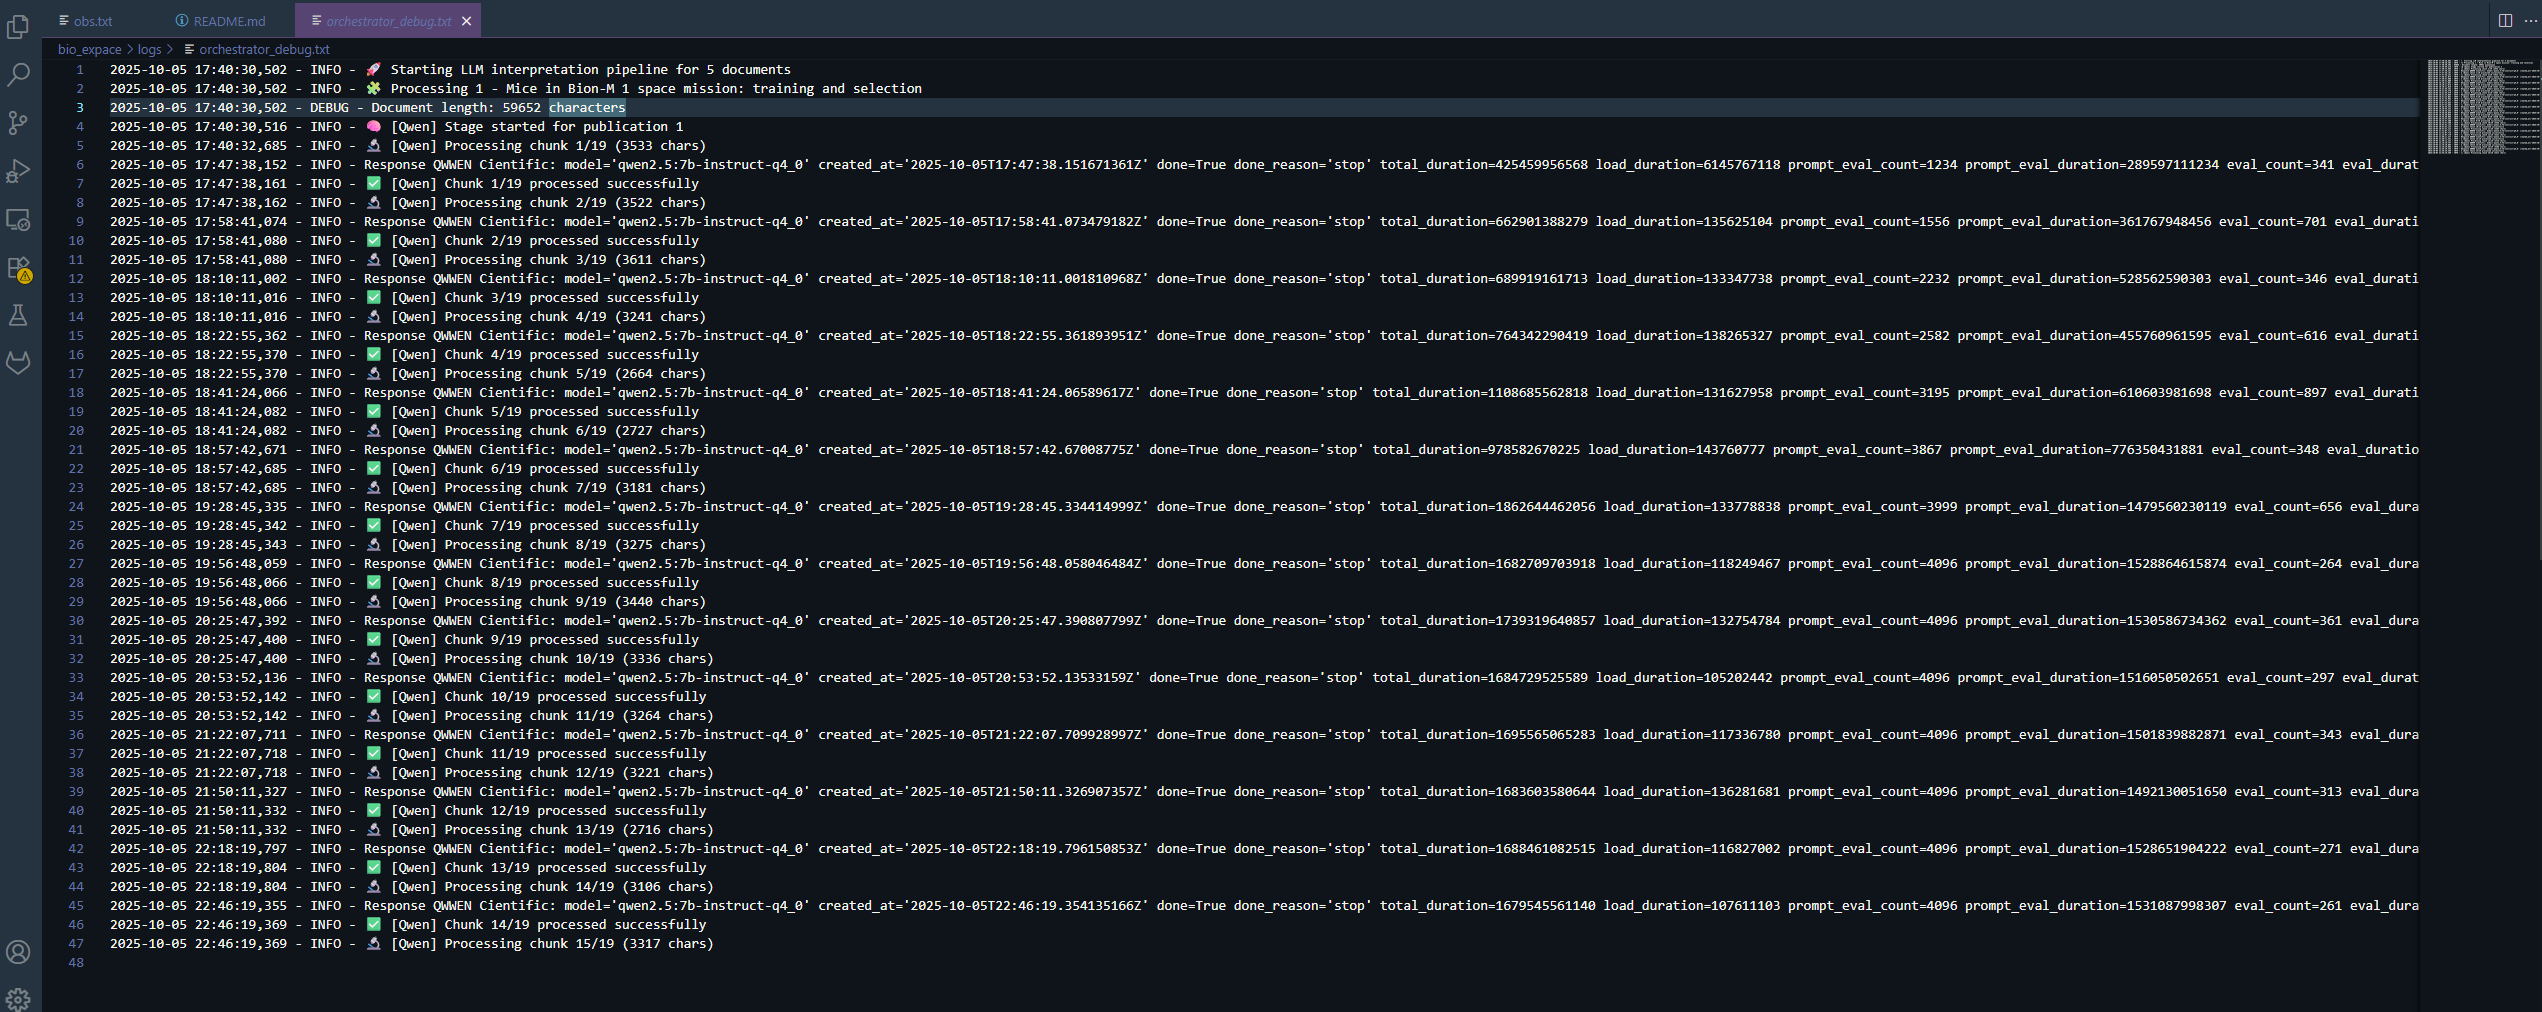 obs.txt
README.md
orchestrator_debug.txt
bio_expace > logs > orchestrator_debug.txt
1 2025-10-05 17:40:30,502 - INFO - 🚀 Starting LLM interpretation pipeline for 5 documents
2 2025-10-05 17:40:30,502 - INFO - 🧩 Processing 1 - Mice in Bion-M 1 space mission: training and selection
3 2025-10-05 17:40:30,502 - DEBUG - Document length: 59652 characters
4 2025-10-05 17:40:30,516 - INFO - 🧠 [Qwen] Stage started for publication 1
5 2025-10-05 17:40:32,685 - INFO - 🔬 [Qwen] Processing chunk 1/19 (3533 chars)
6 2025-10-05 17:47:38,152 - INFO - Response QWWEN Cientific: model='qwen2.5:7b-instruct-q4_0' created_at='2025-10-05T17:47:38.151671361Z' done=True done_reason='stop' total_duration=425459956568 load_duration=6145767118 prompt_eval_count=1234 prompt_eval_duration=289597111234 eval_count=341 eval_durat
7 2025-10-05 17:47:38,161 - INFO - ✅ [Qwen] Chunk 1/19 processed successfully
8 2025-10-05 17:47:38,162 - INFO - 🔬 [Qwen] Processing chunk 2/19 (3522 chars)
9 2025-10-05 17:58:41,074 - INFO - Response QWWEN Cientific: model='qwen2.5:7b-instruct-q4_0' created_at='2025-10-05T17:58:41.073479182Z' done=True done_reason='stop' total_duration=662901388279 load_duration=135625104 prompt_eval_count=1556 prompt_eval_duration=361767948456 eval_count=701 eval_durati
10 2025-10-05 17:58:41,080 - INFO - ✅ [Qwen] Chunk 2/19 processed successfully
11 2025-10-05 17:58:41,080 - INFO - 🔬 [Qwen] Processing chunk 3/19 (3611 chars)
12 2025-10-05 18:10:11,002 - INFO - Response QWWEN Cientific: model='qwen2.5:7b-instruct-q4_0' created_at='2025-10-05T18:10:11.001810968Z' done=True done_reason='stop' total_duration=689919161713 load_duration=133347738 prompt_eval_count=2232 prompt_eval_duration=528562590303 eval_count=346 eval_durati
13 2025-10-05 18:10:11,016 - INFO - ✅ [Qwen] Chunk 3/19 processed successfully
14 2025-10-05 18:10:11,016 - INFO - 🔬 [Qwen] Processing chunk 4/19 (3241 chars)
15 2025-10-05 18:22:55,362 - INFO - Response QWWEN Cientific: model='qwen2.5:7b-instruct-q4_0' created_at='2025-10-05T18:22:55.361893951Z' done=True done_reason='stop' total_duration=764342290419 load_duration=138265327 prompt_eval_count=2582 prompt_eval_duration=455760961595 eval_count=616 eval_durati
16 2025-10-05 18:22:55,370 - INFO - ✅ [Qwen] Chunk 4/19 processed successfully
17 2025-10-05 18:22:55,370 - INFO - 🔬 [Qwen] Processing chunk 5/19 (2664 chars)
18 2025-10-05 18:41:24,066 - INFO - Response QWWEN Cientific: model='qwen2.5:7b-instruct-q4_0' created_at='2025-10-05T18:41:24.06589617Z' done=True done_reason='stop' total_duration=1108685562818 load_duration=131627958 prompt_eval_count=3195 prompt_eval_duration=610603981698 eval_count=897 eval_durati
19 2025-10-05 18:41:24,082 - INFO - ✅ [Qwen] Chunk 5/19 processed successfully
20 2025-10-05 18:41:24,082 - INFO - 🔬 [Qwen] Processing chunk 6/19 (2727 chars)
21 2025-10-05 18:57:42,671 - INFO - Response QWWEN Cientific: model='qwen2.5:7b-instruct-q4_0' created_at='2025-10-05T18:57:42.67008775Z' done=True done_reason='stop' total_duration=978582670225 load_duration=143760777 prompt_eval_count=3867 prompt_eval_duration=776350431881 eval_count=348 eval_duratio
22 2025-10-05 18:57:42,685 - INFO - ✅ [Qwen] Chunk 6/19 processed successfully
23 2025-10-05 18:57:42,685 - INFO - 🔬 [Qwen] Processing chunk 7/19 (3181 chars)
24 2025-10-05 19:28:45,335 - INFO - Response QWWEN Cientific: model='qwen2.5:7b-instruct-q4_0' created_at='2025-10-05T19:28:45.334414999Z' done=True done_reason='stop' total_duration=1862644462056 load_duration=133778838 prompt_eval_count=3999 prompt_eval_duration=1479560230119 eval_count=656 eval_dura
25 2025-10-05 19:28:45,342 - INFO - ✅ [Qwen] Chunk 7/19 processed successfully
26 2025-10-05 19:28:45,343 - INFO - 🔬 [Qwen] Processing chunk 8/19 (3275 chars)
27 2025-10-05 19:56:48,059 - INFO - Response QWWEN Cientific: model='qwen2.5:7b-instruct-q4_0' created_at='2025-10-05T19:56:48.058046484Z' done=True done_reason='stop' total_duration=1682709703918 load_duration=118249467 prompt_eval_count=4096 prompt_eval_duration=1528864615874 eval_count=264 eval_dura
28 2025-10-05 19:56:48,066 - INFO - ✅ [Qwen] Chunk 8/19 processed successfully
29 2025-10-05 19:56:48,066 - INFO - 🔬 [Qwen] Processing chunk 9/19 (3440 chars)
30 2025-10-05 20:25:47,392 - INFO - Response QWWEN Cientific: model='qwen2.5:7b-instruct-q4_0' created_at='2025-10-05T20:25:47.390807799Z' done=True done_reason='stop' total_duration=1739319640857 load_duration=132754784 prompt_eval_count=4096 prompt_eval_duration=1530586734362 eval_count=361 eval_dura
31 2025-10-05 20:25:47,400 - INFO - ✅ [Qwen] Chunk 9/19 processed successfully
32 2025-10-05 20:25:47,400 - INFO - 🔬 [Qwen] Processing chunk 10/19 (3336 chars)
33 2025-10-05 20:53:52,136 - INFO - Response QWWEN Cientific: model='qwen2.5:7b-instruct-q4_0' created_at='2025-10-05T20:53:52.13533159Z' done=True done_reason='stop' total_duration=1684729525589 load_duration=105202442 prompt_eval_count=4096 prompt_eval_duration=1516050502651 eval_count=297 eval_durat
34 2025-10-05 20:53:52,142 - INFO - ✅ [Qwen] Chunk 10/19 processed successfully
35 2025-10-05 20:53:52,142 - INFO - 🔬 [Qwen] Processing chunk 11/19 (3264 chars)
36 2025-10-05 21:22:07,711 - INFO - Response QWWEN Cientific: model='qwen2.5:7b-instruct-q4_0' created_at='2025-10-05T21:22:07.709928997Z' done=True done_reason='stop' total_duration=1695565065283 load_duration=117336780 prompt_eval_count=4096 prompt_eval_duration=1501839882871 eval_count=343 eval_dura
37 2025-10-05 21:22:07,718 - INFO - ✅ [Qwen] Chunk 11/19 processed successfully
38 2025-10-05 21:22:07,718 - INFO - 🔬 [Qwen] Processing chunk 12/19 (3221 chars)
39 2025-10-05 21:50:11,327 - INFO - Response QWWEN Cientific: model='qwen2.5:7b-instruct-q4_0' created_at='2025-10-05T21:50:11.326907357Z' done=True done_reason='stop' total_duration=1683603580644 load_duration=136281681 prompt_eval_count=4096 prompt_eval_duration=1492130051650 eval_count=313 eval_dura
40 2025-10-05 21:50:11,332 - INFO - ✅ [Qwen] Chunk 12/19 processed successfully
41 2025-10-05 21:50:11,332 - INFO - 🔬 [Qwen] Processing chunk 13/19 (2716 chars)
42 2025-10-05 22:18:19,797 - INFO - Response QWWEN Cientific: model='qwen2.5:7b-instruct-q4_0' created_at='2025-10-05T22:18:19.796150853Z' done=True done_reason='stop' total_duration=1688461082515 load_duration=116827002 prompt_eval_count=4096 prompt_eval_duration=1528651904222 eval_count=271 eval_dura
43 2025-10-05 22:18:19,804 - INFO - ✅ [Qwen] Chunk 13/19 processed successfully
44 2025-10-05 22:18:19,804 - INFO - 🔬 [Qwen] Processing chunk 14/19 (3106 chars)
45 2025-10-05 22:46:19,355 - INFO - Response QWWEN Cientific: model='qwen2.5:7b-instruct-q4_0' created_at='2025-10-05T22:46:19.354135166Z' done=True done_reason='stop' total_duration=1679545561140 load_duration=107611103 prompt_eval_count=4096 prompt_eval_duration=1531087998307 eval_count=261 eval_dura
46 2025-10-05 22:46:19,369 - INFO - ✅ [Qwen] Chunk 14/19 processed successfully
47 2025-10-05 22:46:19,369 - INFO - 🔬 [Qwen] Processing chunk 15/19 (3317 chars)
48